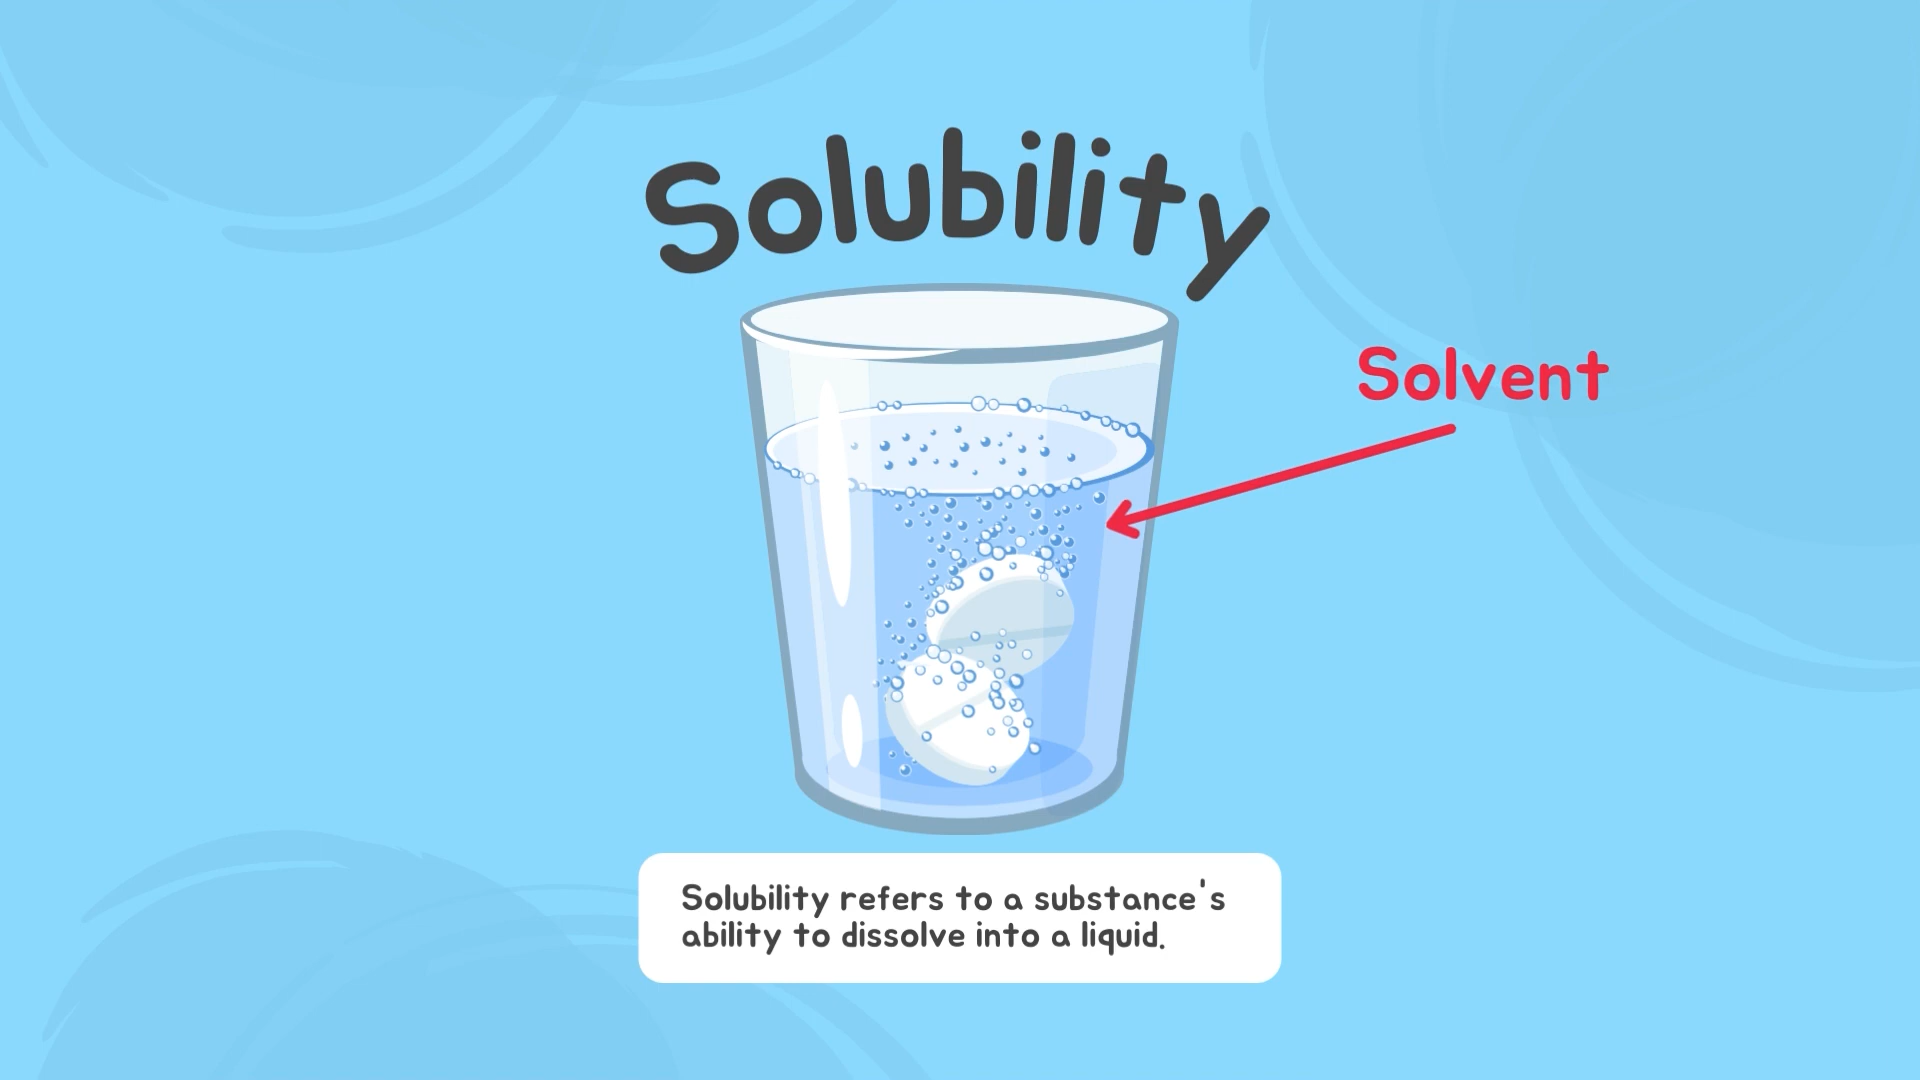 Solubility
Solvent
Solubility refers to a substance's
ability to dissolve into a liquid.